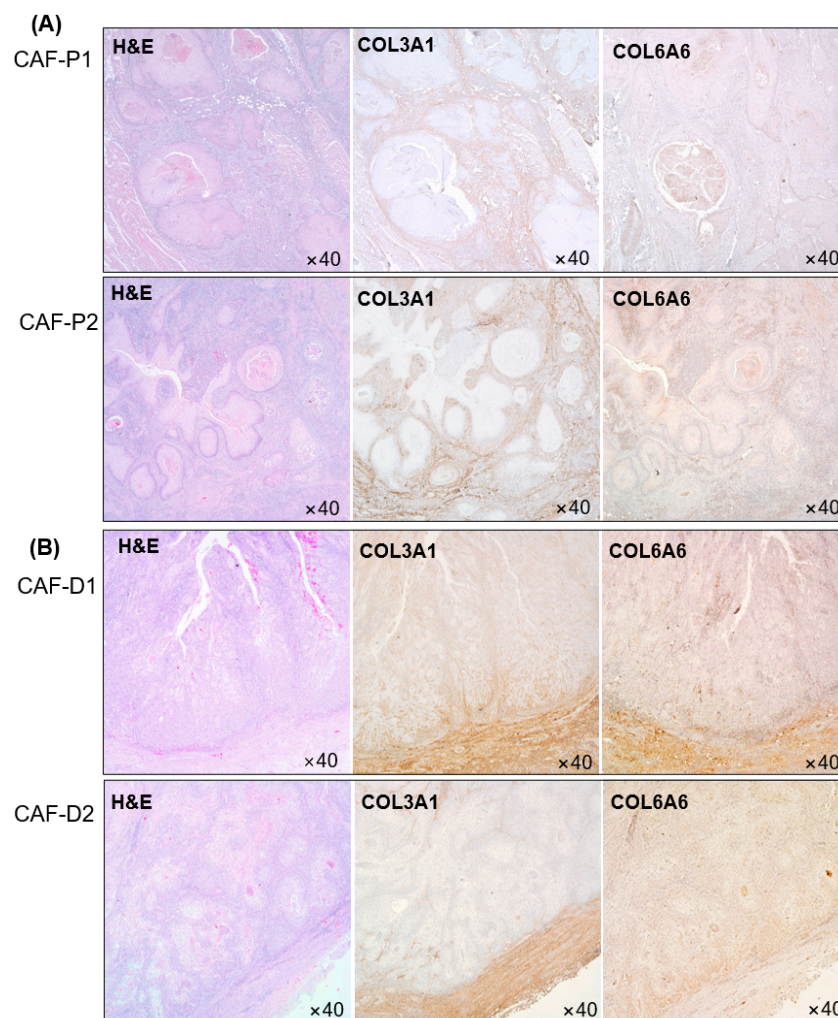 (A)
CAF-P1
H&E
COL3A1
COL6A6
×40
×40
×40
CAF-P2
H&E
COL3A1
COL6A6
×40
×40
×40
(B)
CAF-D1
H&E
COL3A1
COL6A6
×40
×40
×40
CAF-D2
H&E
COL3A1
COL6A6
×40
×40
×40